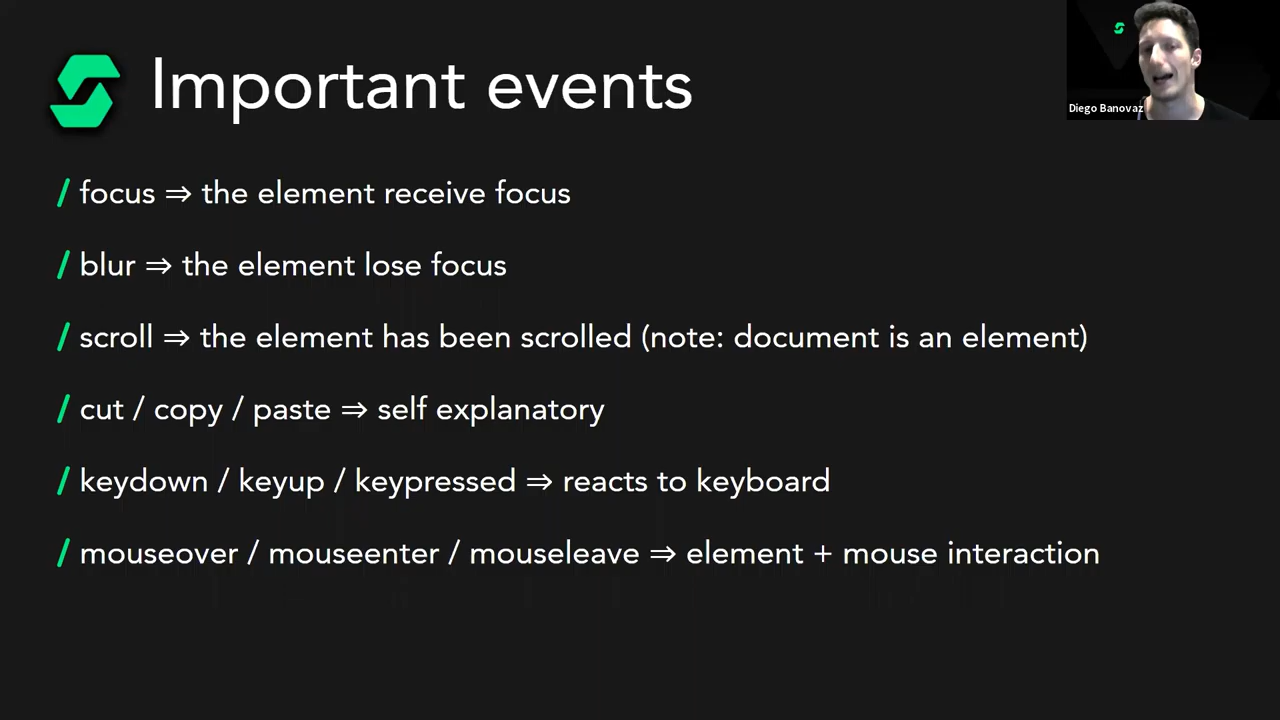 Important events
Diego Banovaz
/ focus ⇒ the element receive focus
/ blur ⇒ the element lose focus
/ scroll ⇒ the element has been scrolled (note: document is an element)
/ cut / copy / paste ⇒ self explanatory
/ keydown / keyup / keypressed ⇒ reacts to keyboard
/ mouseover / mouseenter / mouseleave ⇒ element + mouse interaction